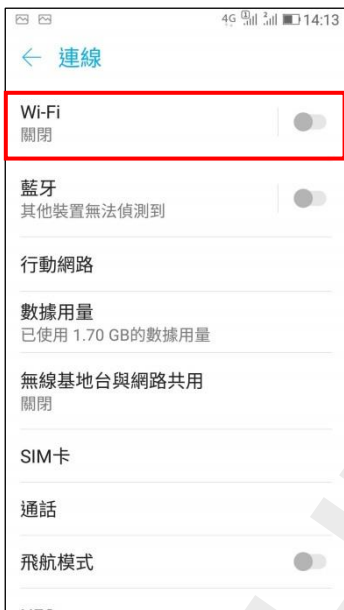 4G 1 2 14:13
← 連線
Wi-Fi
關閉
藍牙
其他裝置無法偵測到
行動網路
數據用量
已使用 1.70 GB的數據用量
無線基地台與網路共用
關閉
SIM卡
通話
飛航模式